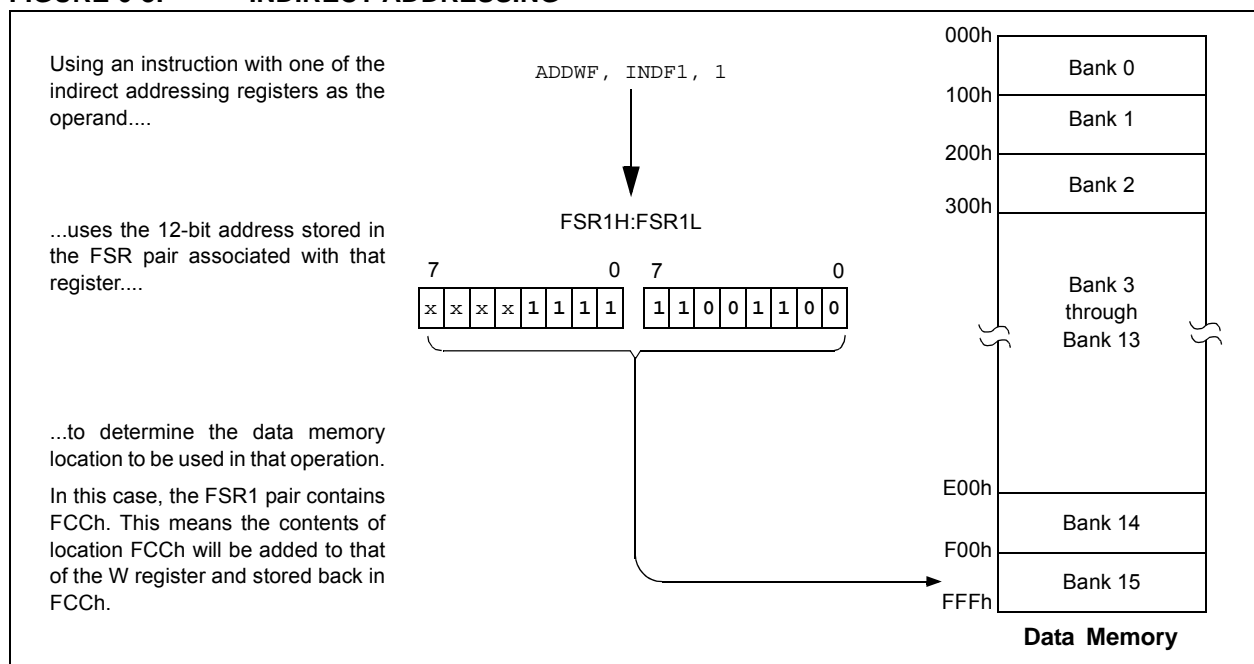 Using an instruction with one of the
indirect addressing registers as the
operand....
ADDWF, INDF1, 1
...uses the 12-bit address stored in
the FSR pair associated with that
register....
FSR1H:FSR1L
7 0 7 0
x x x x 1 1 1 1 1 1 0 0 1 1 0 0
...to determine the data memory
location to be used in that operation.
In this case, the FSR1 pair contains
FCCh. This means the contents of
location FCCh will be added to that
of the W register and stored back in
FCCh.
000h
Bank 0
100h
Bank 1
200h
Bank 2
300h
Bank 3
through
Bank 13
E00h
Bank 14
F00h
Bank 15
FFFh
Data Memory